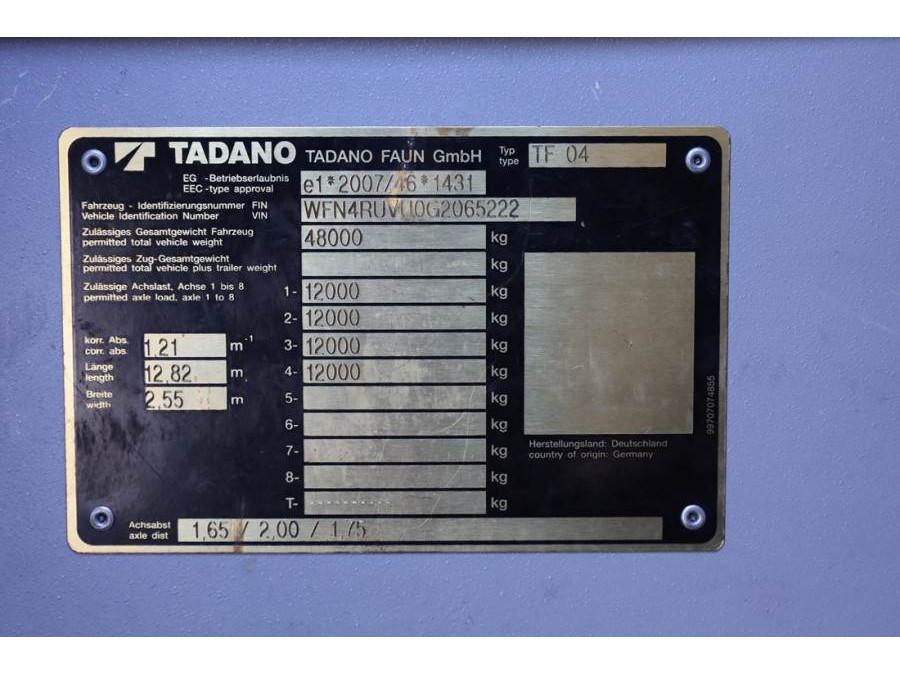 TADANO TADANO FAUN GmbH Typ type TF 04
EG -Betriebserlaubnis
EEC -type approval e1*2007/46*1431
Fahrzeug - Identifizierungsnummer FIN
Vehicle Identification Number VIN WFN4RUVU0G2065222
Zulässiges Gesamtgewicht Fahrzeug
permitted total vehicle weight 48000 kg
Zulässiges Zug-Gesamtgewicht
permitted total vehicle plus trailer weight kg
Zulässige Achslast, Achse 1 bis 8
permitted axle load, axle 1 to 8
1- 12000 kg
2- 12000 kg
3- 12000 kg
4- 12000 kg
5- kg
6- kg
7- kg
8- kg
T- ---------- kg
korr. Abs.
corr. abs. 1,21 m-1
Länge
length 12,82 m
Breite
width 2,55 m
99707074855
Herstellungsland: Deutschland
country of origin: Germany
Achsabst
axle dist 1,65 / 2,00 / 1,75